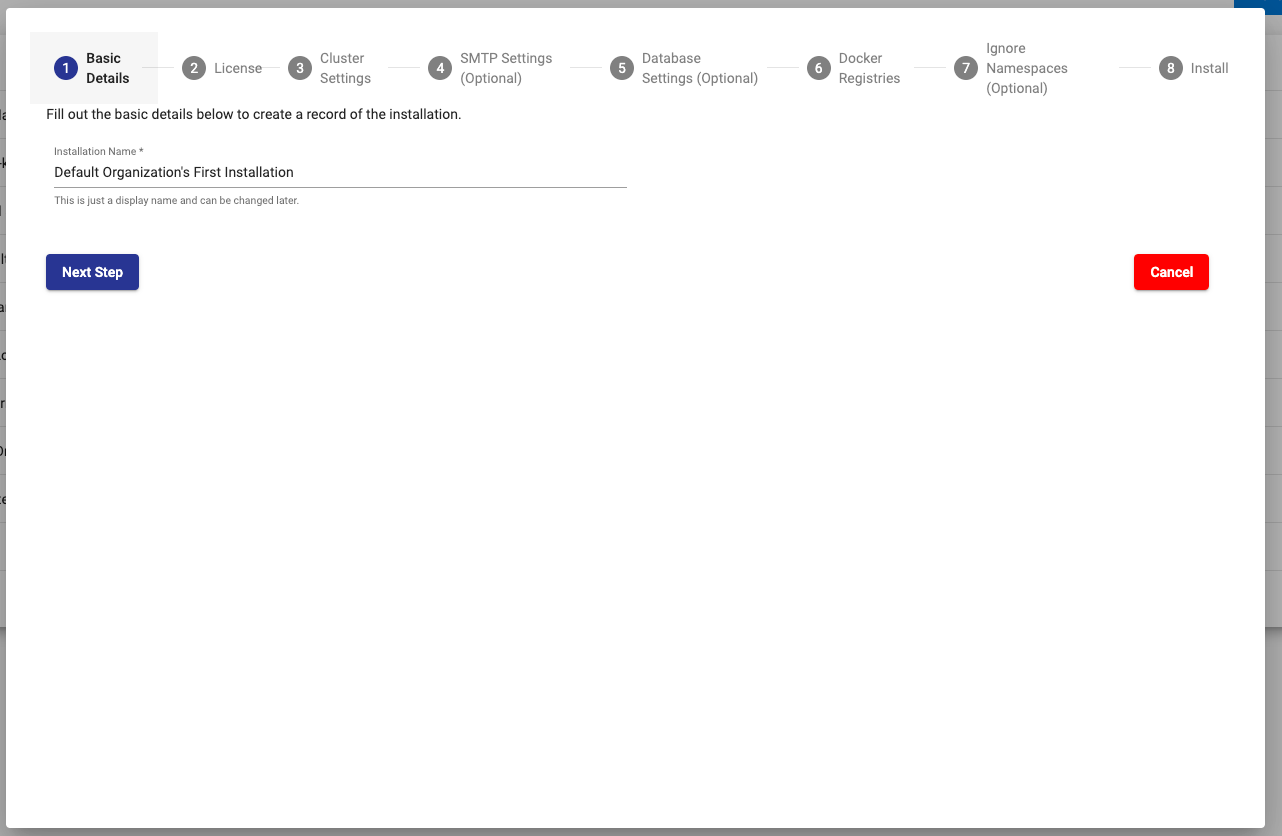 1 Basic Details
2 License
3 Cluster Settings
4 SMTP Settings (Optional)
5 Database Settings (Optional)
6 Docker Registries
7 Ignore Namespaces (Optional)
8 Install
Fill out the basic details below to create a record of the installation.
Installation Name *
Default Organization's First Installation
This is just a display name and can be changed later.
Next Step
Cancel